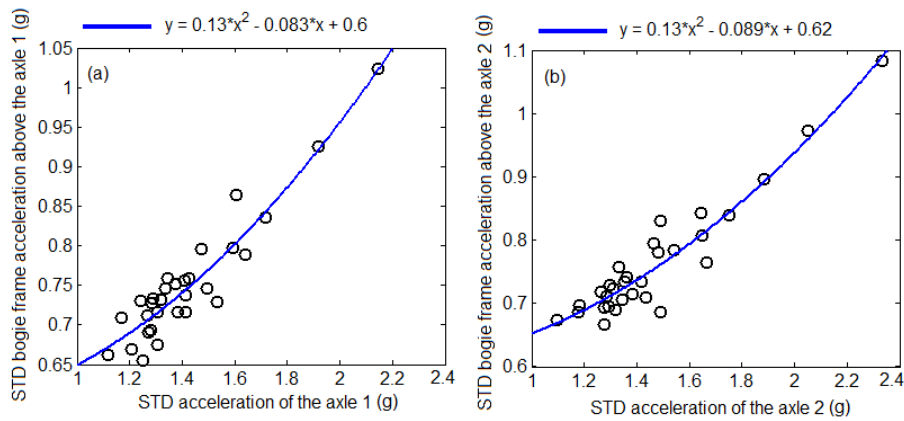 y = 0.13*x² - 0.083*x + 0.6
(a)
STD bogie frame acceleration above the axle 1 (g)
1.05
1
0.95
0.9
0.85
0.8
0.75
0.7
0.65
1 1.2 1.4 1.6 1.8 2 2.2 2.4
STD acceleration of the axle 1 (g)
y = 0.13*x² - 0.089*x + 0.62
(b)
STD bogie frame acceleration above the axle 2 (g)
1.1
1
0.9
0.8
0.7
0.6
1 1.2 1.4 1.6 1.8 2 2.2 2.4
STD acceleration of the axle 2 (g)